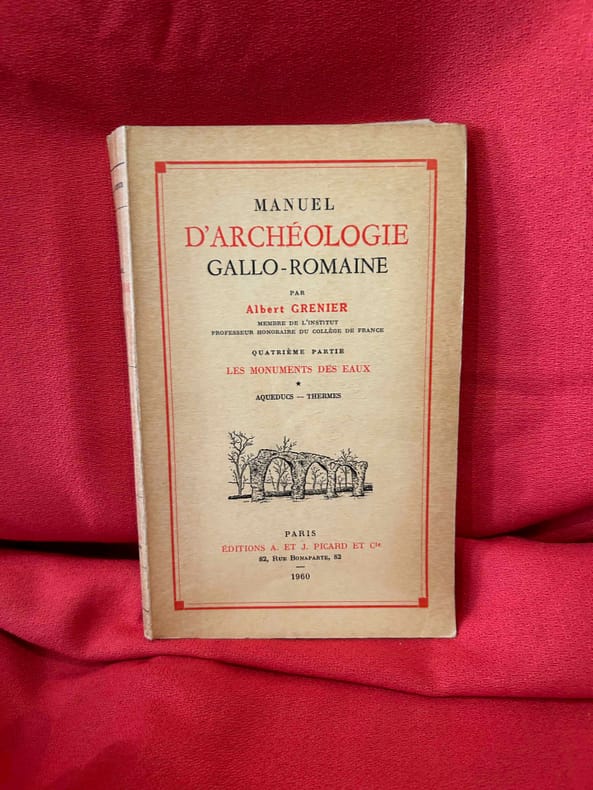 MANUEL
D'ARCHÉOLOGIE
GALLO-ROMAINE
PAR
Albert GRENIER
MEMBRE DE L'INSTITUT
PROFESSEUR HONORAIRE DU COLLÈGE DE FRANCE
QUATRIÈME PARTIE
LES MONUMENTS DES EAUX
★
AQUEDUCS — THERMES
PARIS
ÉDITIONS A. ET J. PICARD ET Cie
82, Rue Bonaparte, 82
—
1960